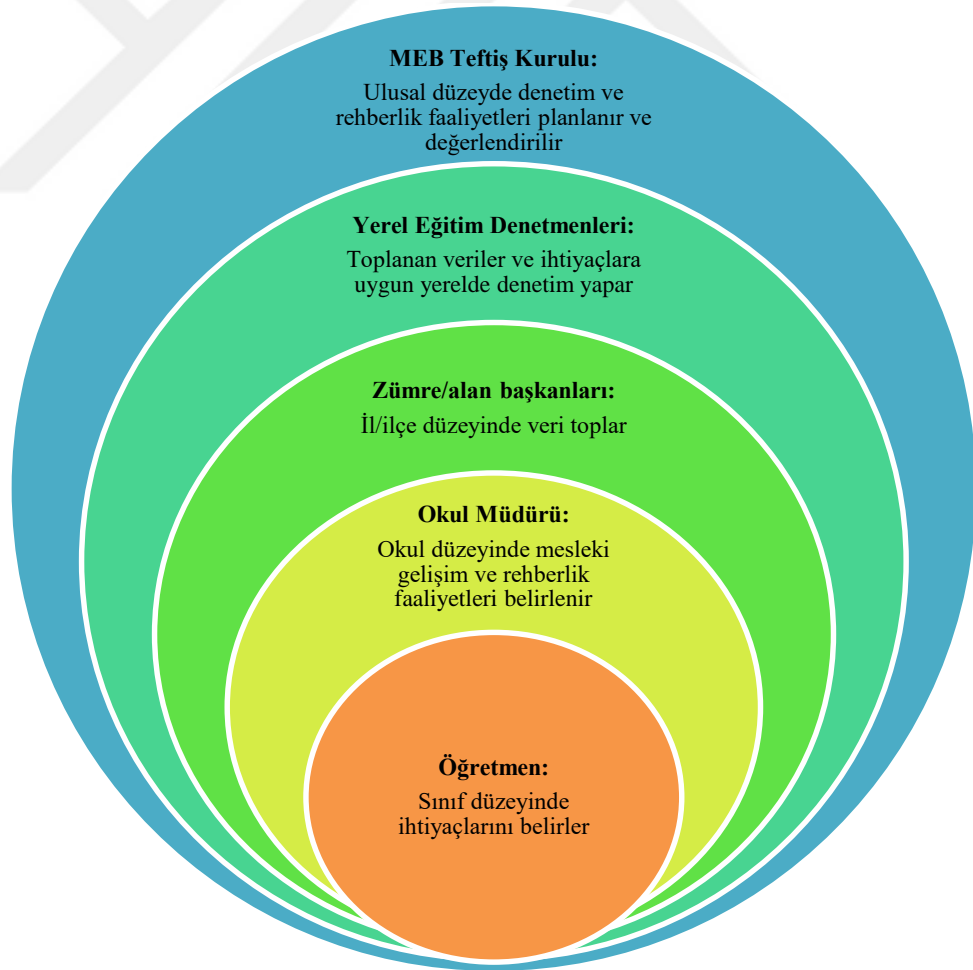 MEB Teftiş Kurulu:
Ulusal düzeyde denetim ve
rehberlik faaliyetleri planlanır ve
değerlendirilir
Yerel Eğitim Denetmenleri:
Toplanan veriler ve ihtiyaçlara
uygun yerelde denetim yapar
Zümre/alan başkanları:
İl/ilçe düzeyinde veri toplar
Okul Müdürü:
Okul düzeyinde mesleki
gelişim ve rehberlik
faaliyetleri belirlenir
Öğretmen:
Sınıf düzeyinde
ihtiyaçlarını belirler